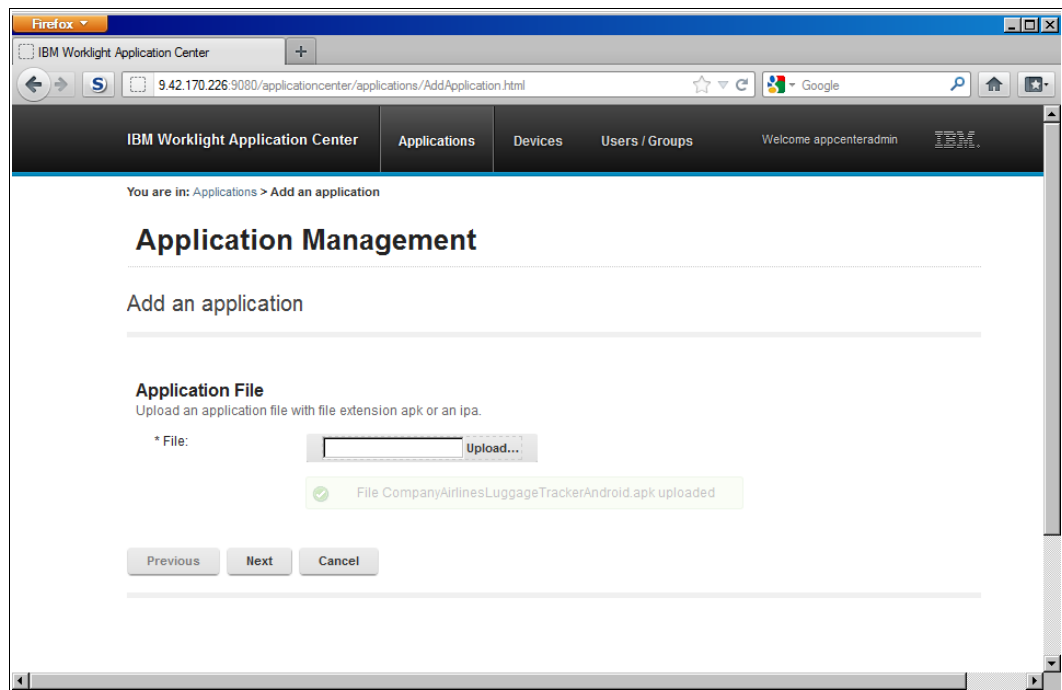 Firefox
IBM Worklight Application Center
9.42.170.226:9080/applicationcenter/applications/AddApplication.html
Google
IBM Worklight Application Center Applications Devices Users / Groups Welcome appcenteradmin IBM.
You are in: Applications > Add an application
Application Management
Add an application
Application File
Upload an application file with file extension apk or an ipa.
* File: Upload...
File CompanyAirlinesLuggageTrackerAndroid.apk uploaded
Previous Next Cancel